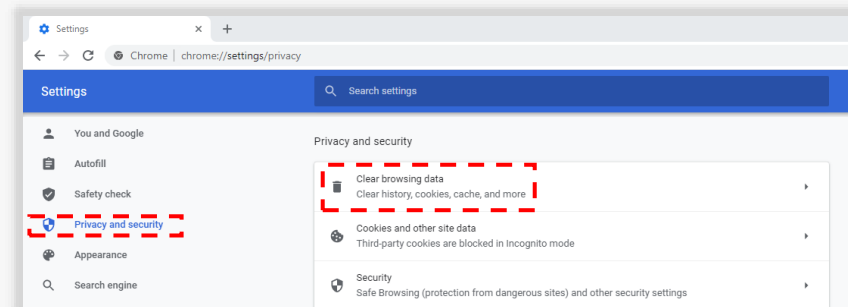 Settings
Chrome | chrome://settings/privacy
Settings
Search settings
You and Google
Autofill
Safety check
Privacy and security
Appearance
Search engine
Privacy and security
Clear browsing data
Clear history, cookies, cache, and more
Cookies and other site data
Third-party cookies are blocked in Incognito mode
Security
Safe Browsing (protection from dangerous sites) and other security settings